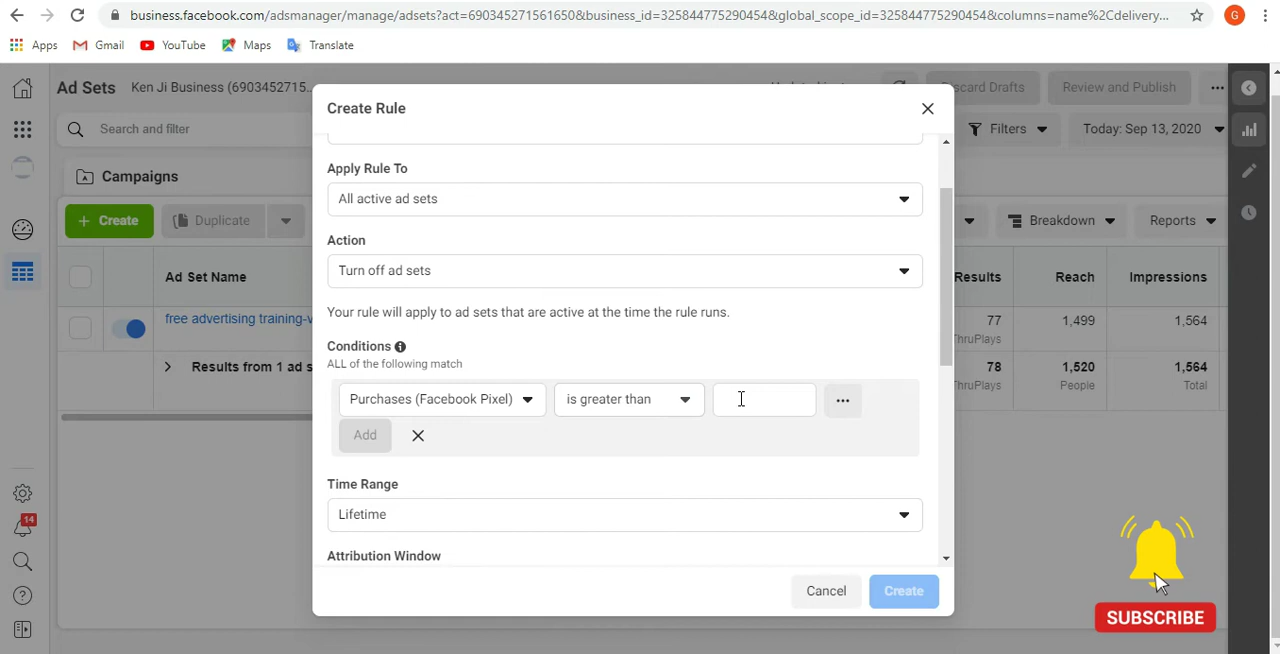 business.facebook.com/adsmanager/manage/adsets?act=690345271561650&business_id=325844775290454&global_scope_id=325844775290454&columns=name%2Cdelivery...
G
Apps Gmail YouTube Maps Translate
Ad Sets Ken Ji Business (6903452715...
card Drafts Review and Publish
Search and filter
Filters Today: Sep 13, 2020
Campaigns
+ Create Duplicate Breakdown Reports
Ad Set Name Results Reach Impressions
free advertising training-v 77 1,499 1,564
ThruPlays
Results from 1 ad s 78 1,520 1,564
ThruPlays People Total
Create Rule
Apply Rule To
All active ad sets
Action
Turn off ad sets
Your rule will apply to ad sets that are active at the time the rule runs.
Conditions
ALL of the following match
Purchases (Facebook Pixel) is greater than
Add
Time Range
Lifetime
Attribution Window
Cancel Create
14
SUBSCRIBE